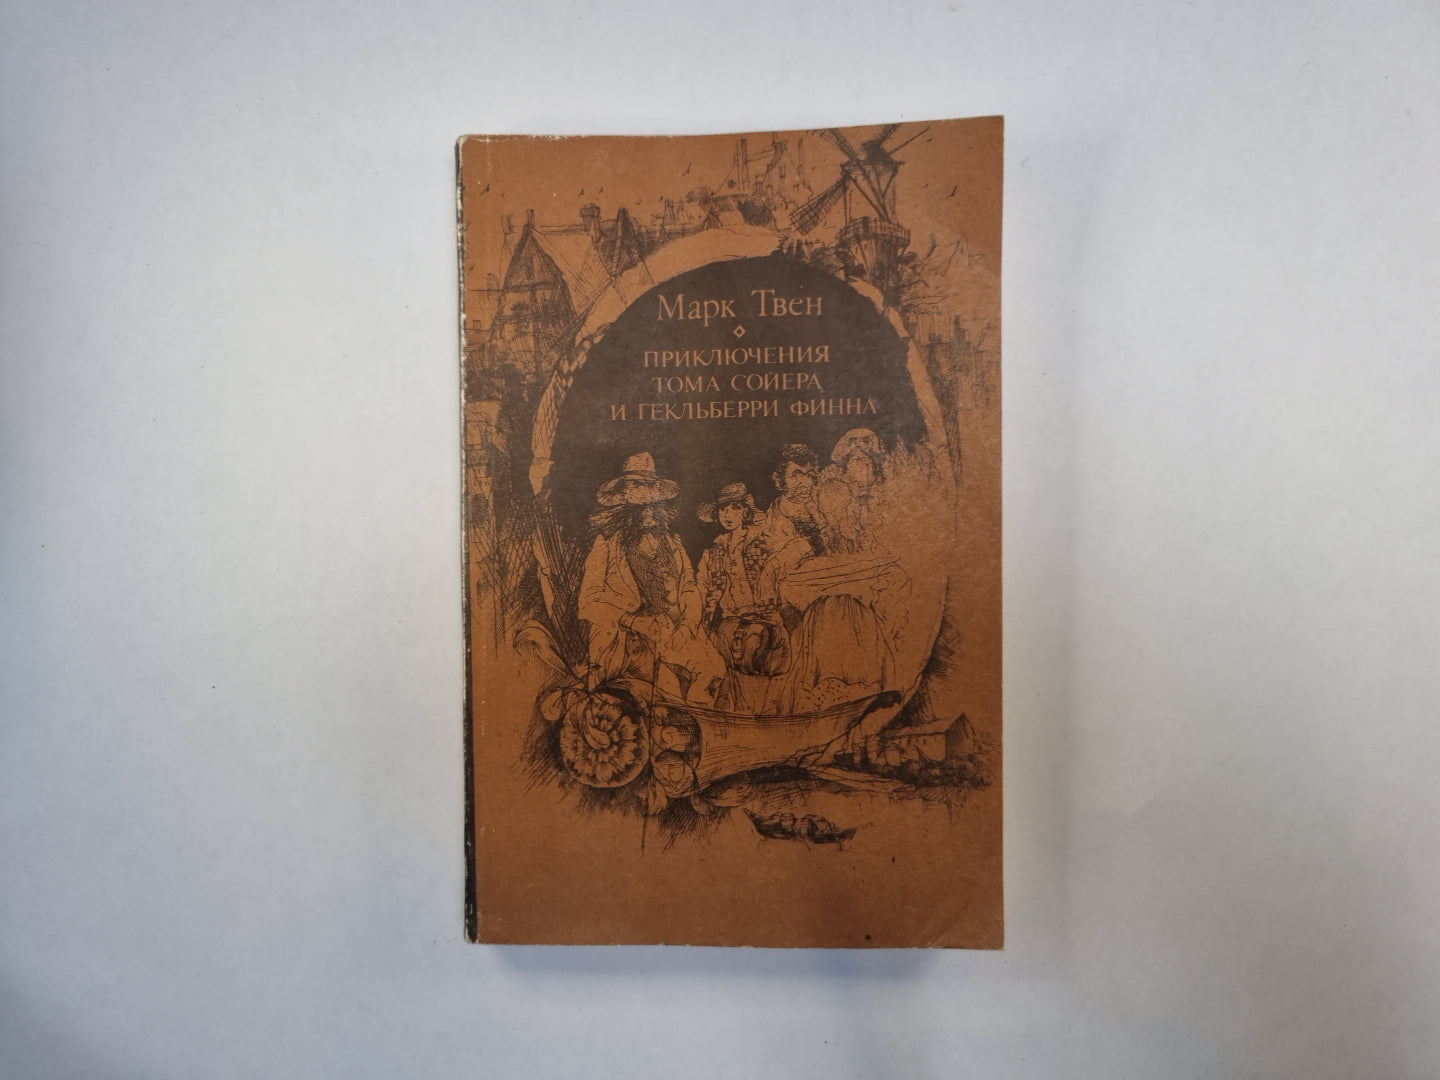 Марк Твен
ПРИКЛЮЧЕНИЯ
ТОМА СОЙЕРА
И ГЕКЛЬБЕРРИ ФИННА